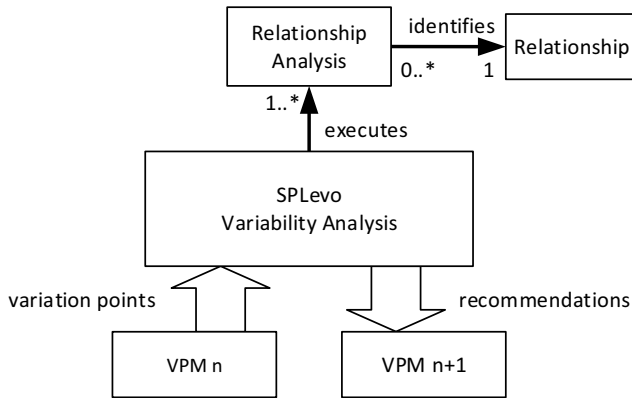 Relationship
Analysis
identifies
0..*
1
Relationship
1..*
executes
SPLevo
Variability Analysis
variation points
recommendations
VPM n
VPM n+1